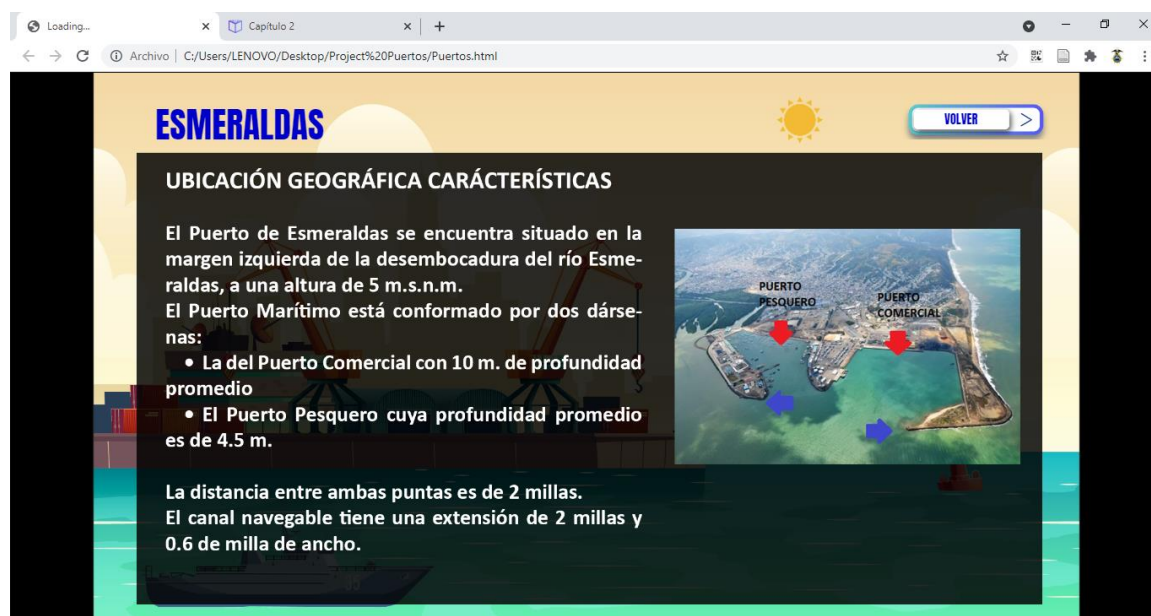 Loading...
Capítulo 2
Archivo
C:/Users/LENOVO/Desktop/Project%20Puertos/Puertos.html
ESMERALDAS
VOLVER
UBICACIÓN GEOGRÁFICA CARÁCTERÍSTICAS
El Puerto de Esmeraldas se encuentra situado en la
margen izquierda de la desembocadura del río Esme-
raldas, a una altura de 5 m.s.n.m.
El Puerto Marítimo está conformado por dos dárse-
nas:
• La del Puerto Comercial con 10 m. de profundidad
promedio
• El Puerto Pesquero cuya profundidad promedio
es de 4.5 m.
La distancia entre ambas puntas es de 2 millas.
El canal navegable tiene una extensión de 2 millas y
0.6 de milla de ancho.
PUERTO
PESQUERO
PUERTO
COMERCIAL